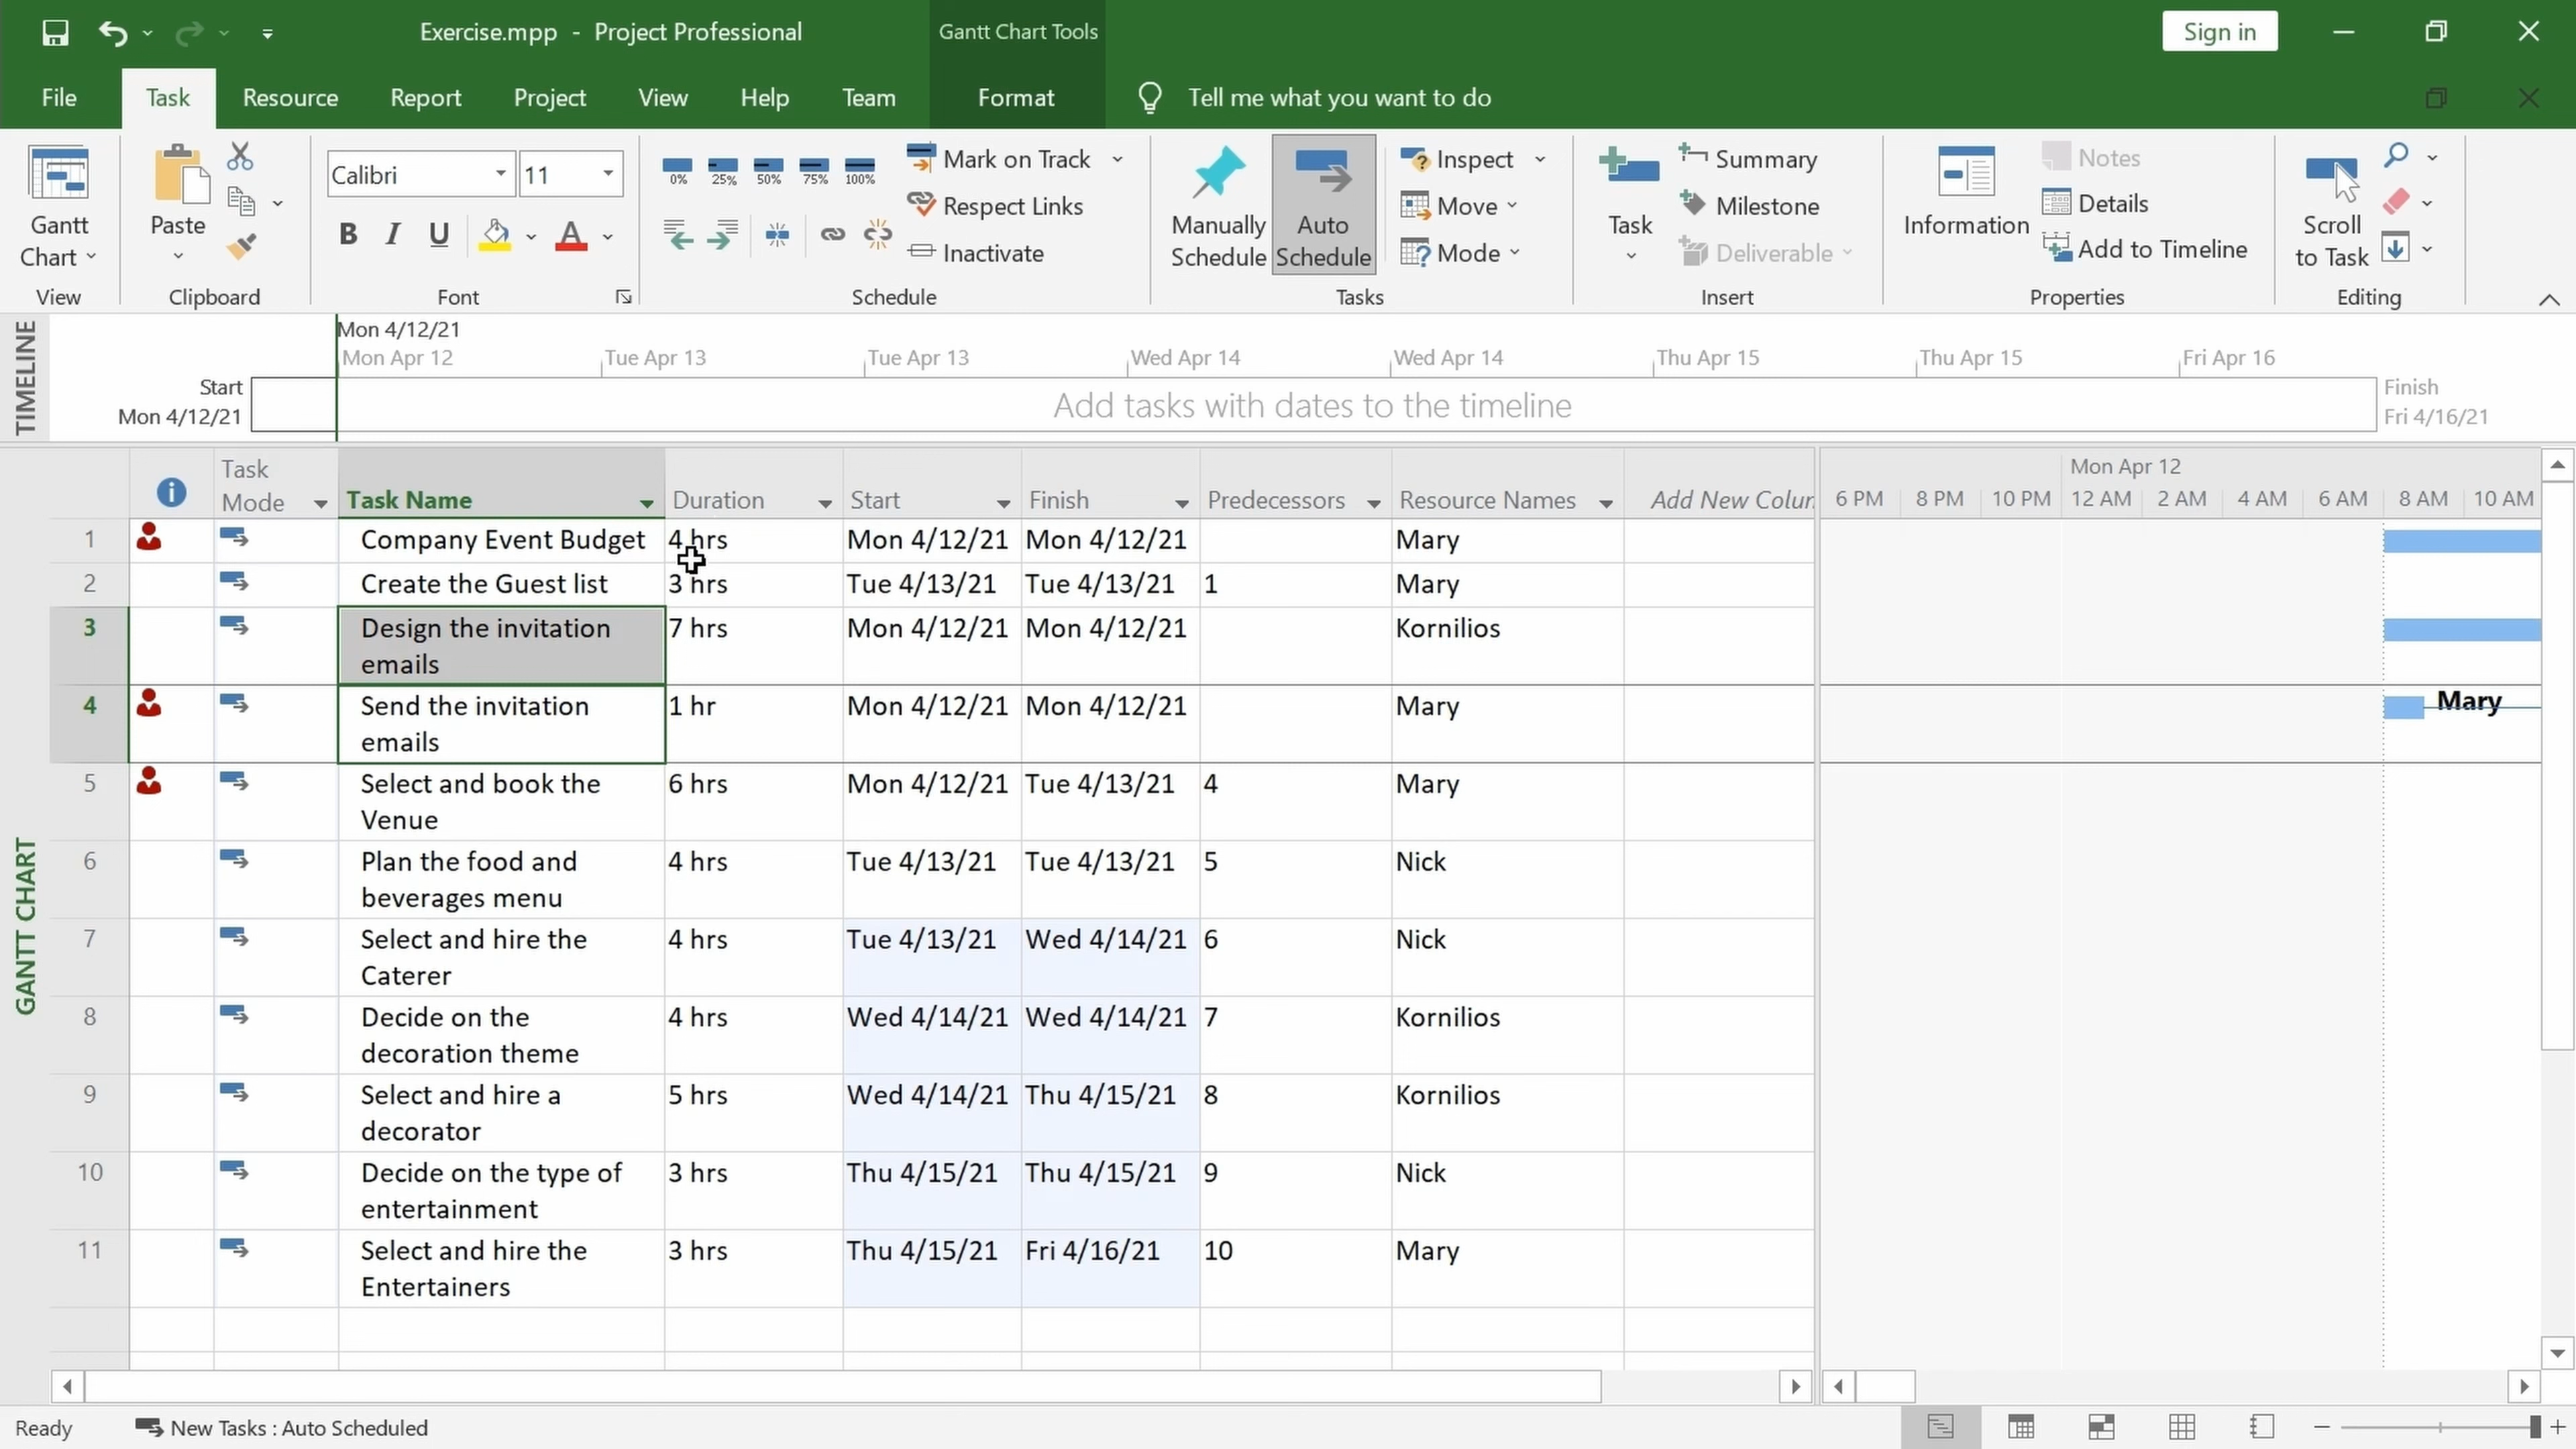 Exercise.mpp - Project Professional
Gantt Chart Tools
Sign in
File Task Resource Report Project View Help Team Format Tell me what you want to do
Gantt Chart
View
Paste
Clipboard
Calibri 11
B I U A
Font
0% 25% 50% 75% 100%
Mark on Track
Respect Links
Inactivate
Schedule
Manually Schedule
Auto Schedule
Inspect
Move
Mode
Tasks
Task
Summary
Milestone
Deliverable
Insert
Information
Notes
Details
Add to Timeline
Properties
Scroll to Task
Editing
TIMELINE
Mon 4/12/21
Mon Apr 12 Tue Apr 13 Tue Apr 13 Wed Apr 14 Wed Apr 14 Thu Apr 15 Thu Apr 15 Fri Apr 16
Start
Mon 4/12/21
Add tasks with dates to the timeline
Finish
Fri 4/16/21
GANTT CHART
Task Mode Task Name Duration Start Finish Predecessors Resource Names Add New Colum
Mon Apr 12
6 PM 8 PM 10 PM 12 AM 2 AM 4 AM 6 AM 8 AM 10 AM
1 Company Event Budget 4 hrs Mon 4/12/21 Mon 4/12/21 Mary
2 Create the Guest list 3 hrs Tue 4/13/21 Tue 4/13/21 1 Mary
3 Design the invitation emails 7 hrs Mon 4/12/21 Mon 4/12/21 Kornilios
4 Send the invitation emails 1 hr Mon 4/12/21 Mon 4/12/21 Mary
Mary
5 Select and book the Venue 6 hrs Mon 4/12/21 Tue 4/13/21 4 Mary
6 Plan the food and beverages menu 4 hrs Tue 4/13/21 Tue 4/13/21 5 Nick
7 Select and hire the Caterer 4 hrs Tue 4/13/21 Wed 4/14/21 6 Nick
8 Decide on the decoration theme 4 hrs Wed 4/14/21 Wed 4/14/21 7 Kornilios
9 Select and hire a decorator 5 hrs Wed 4/14/21 Thu 4/15/21 8 Kornilios
10 Decide on the type of entertainment 3 hrs Thu 4/15/21 Thu 4/15/21 9 Nick
11 Select and hire the Entertainers 3 hrs Thu 4/15/21 Fri 4/16/21 10 Mary
Ready New Tasks : Auto Scheduled